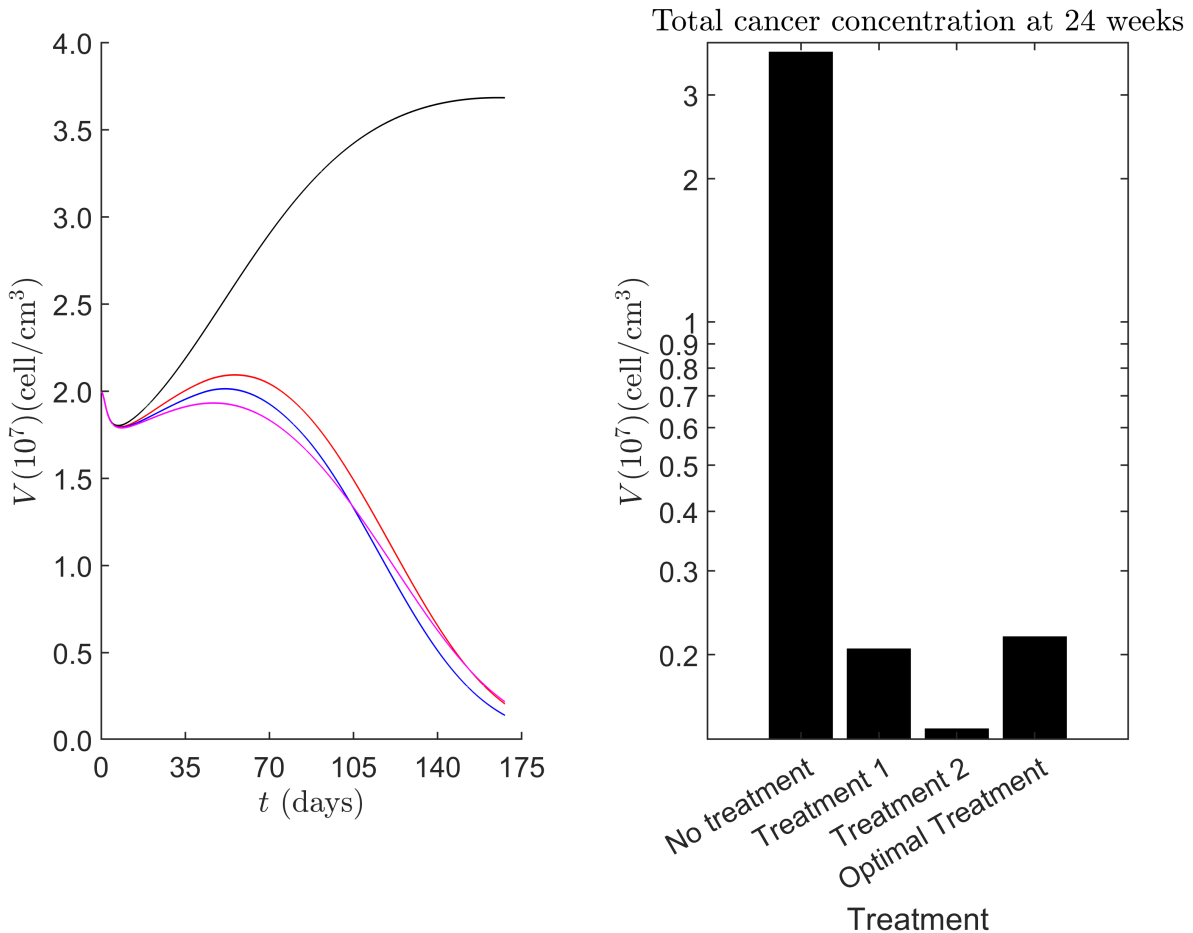 4.0
3.5
3.0
2.5
2.0
1.5
1.0
0.5
0.0
V(10^7)(cell/cm^3)
0 35 70 105 140 175
t (days)
Total cancer concentration at 24 weeks
3
2
1
0.9
0.8
0.7
0.6
0.5
0.4
0.3
0.2
V(10^7)(cell/cm^3)
No treatment
Treatment 1
Treatment 2
Optimal Treatment
Treatment